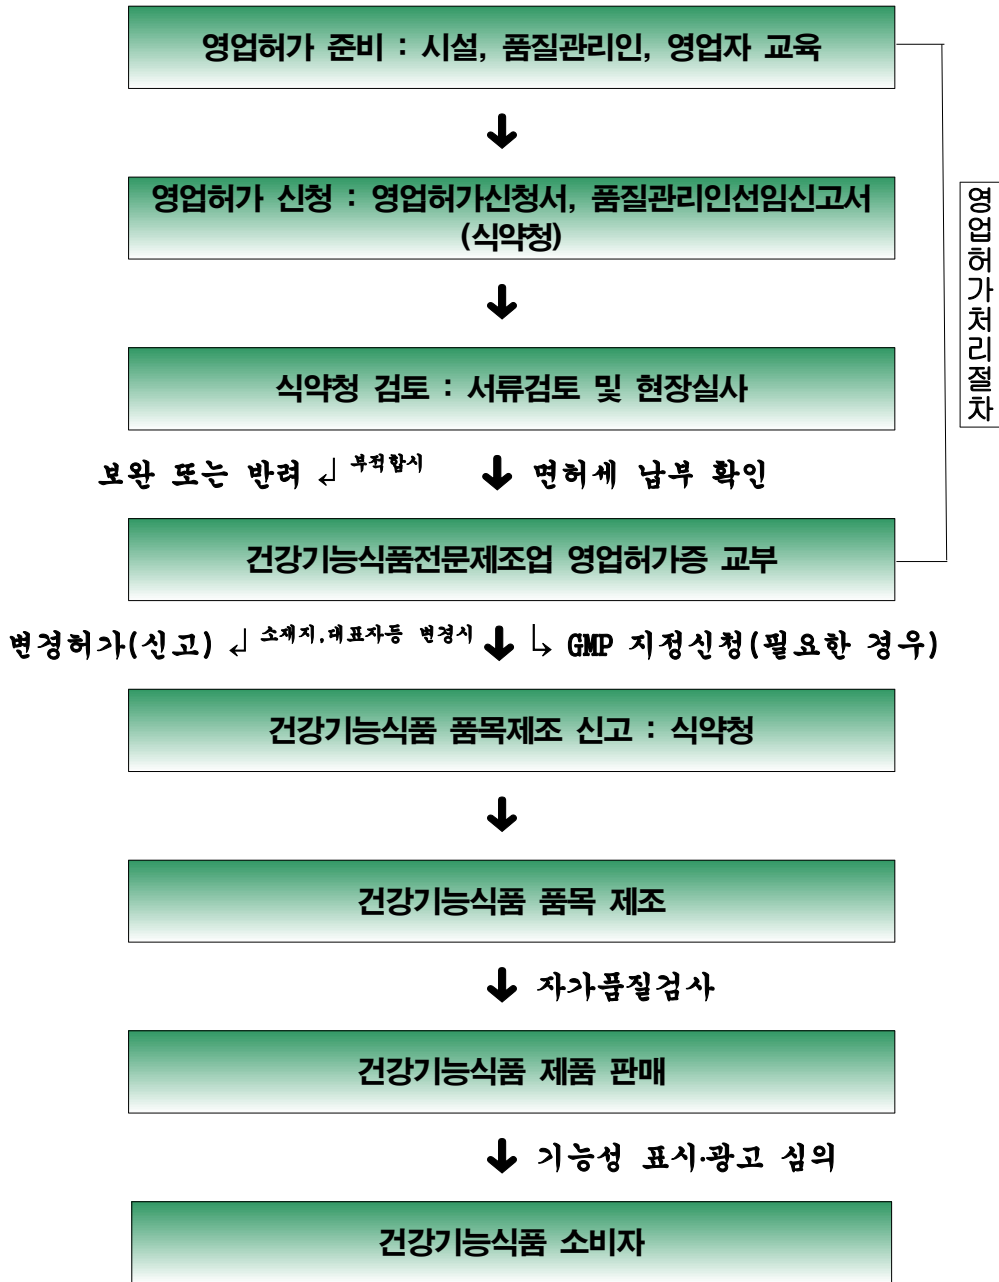 영업허가 준비 : 시설, 품질관리인, 영업자 교육
영업허가 신청 : 영업허가신청서, 품질관리인선임신고서
(식약청)
영업허가처리절차
식약청 검토 : 서류검토 및 현장실사
보완 또는 반려 ↲ 부적합시 ↓ 면허세 납부 확인
건강기능식품전문제조업 영업허가증 교부
변경허가(신고) ↲ 소재지,대표자등 변경시 ↓ ↳ GMP 지정신청(필요한 경우)
건강기능식품 품목제조 신고 : 식약청
건강기능식품 품목 제조
자가품질검사
건강기능식품 제품 판매
기능성 표시·광고 심의
건강기능식품 소비자